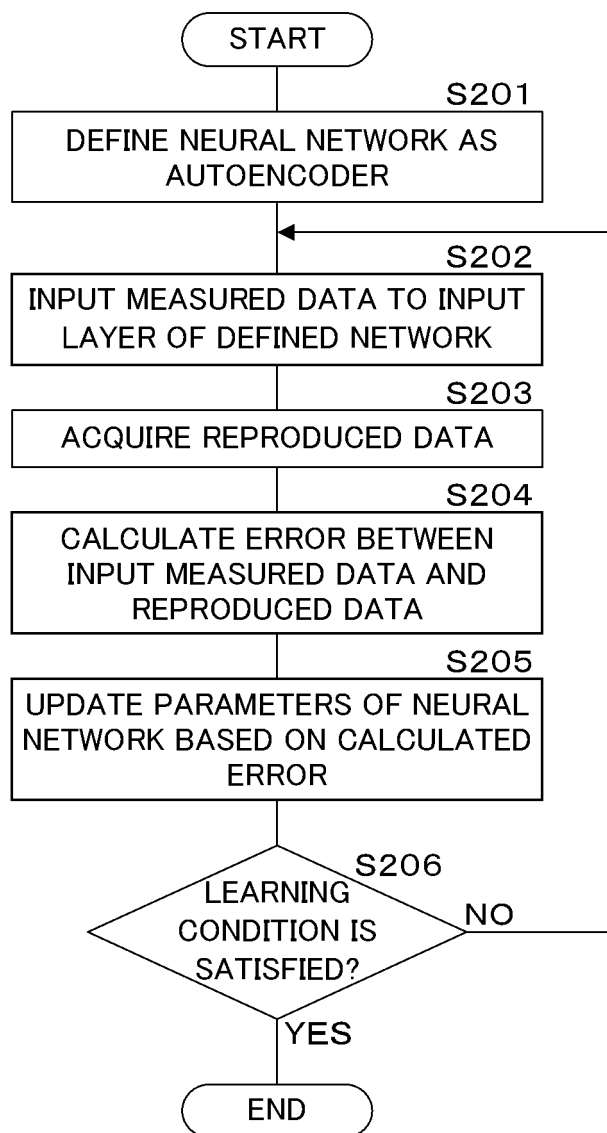 START
S201
DEFINE NEURAL NETWORK AS
AUTOENCODER
S202
INPUT MEASURED DATA TO INPUT
LAYER OF DEFINED NETWORK
S203
ACQUIRE REPRODUCED DATA
S204
CALCULATE ERROR BETWEEN
INPUT MEASURED DATA AND
REPRODUCED DATA
S205
UPDATE PARAMETERS OF NEURAL
NETWORK BASED ON CALCULATED
ERROR
S206
LEARNING
CONDITION IS
SATISFIED?
NO
YES
END